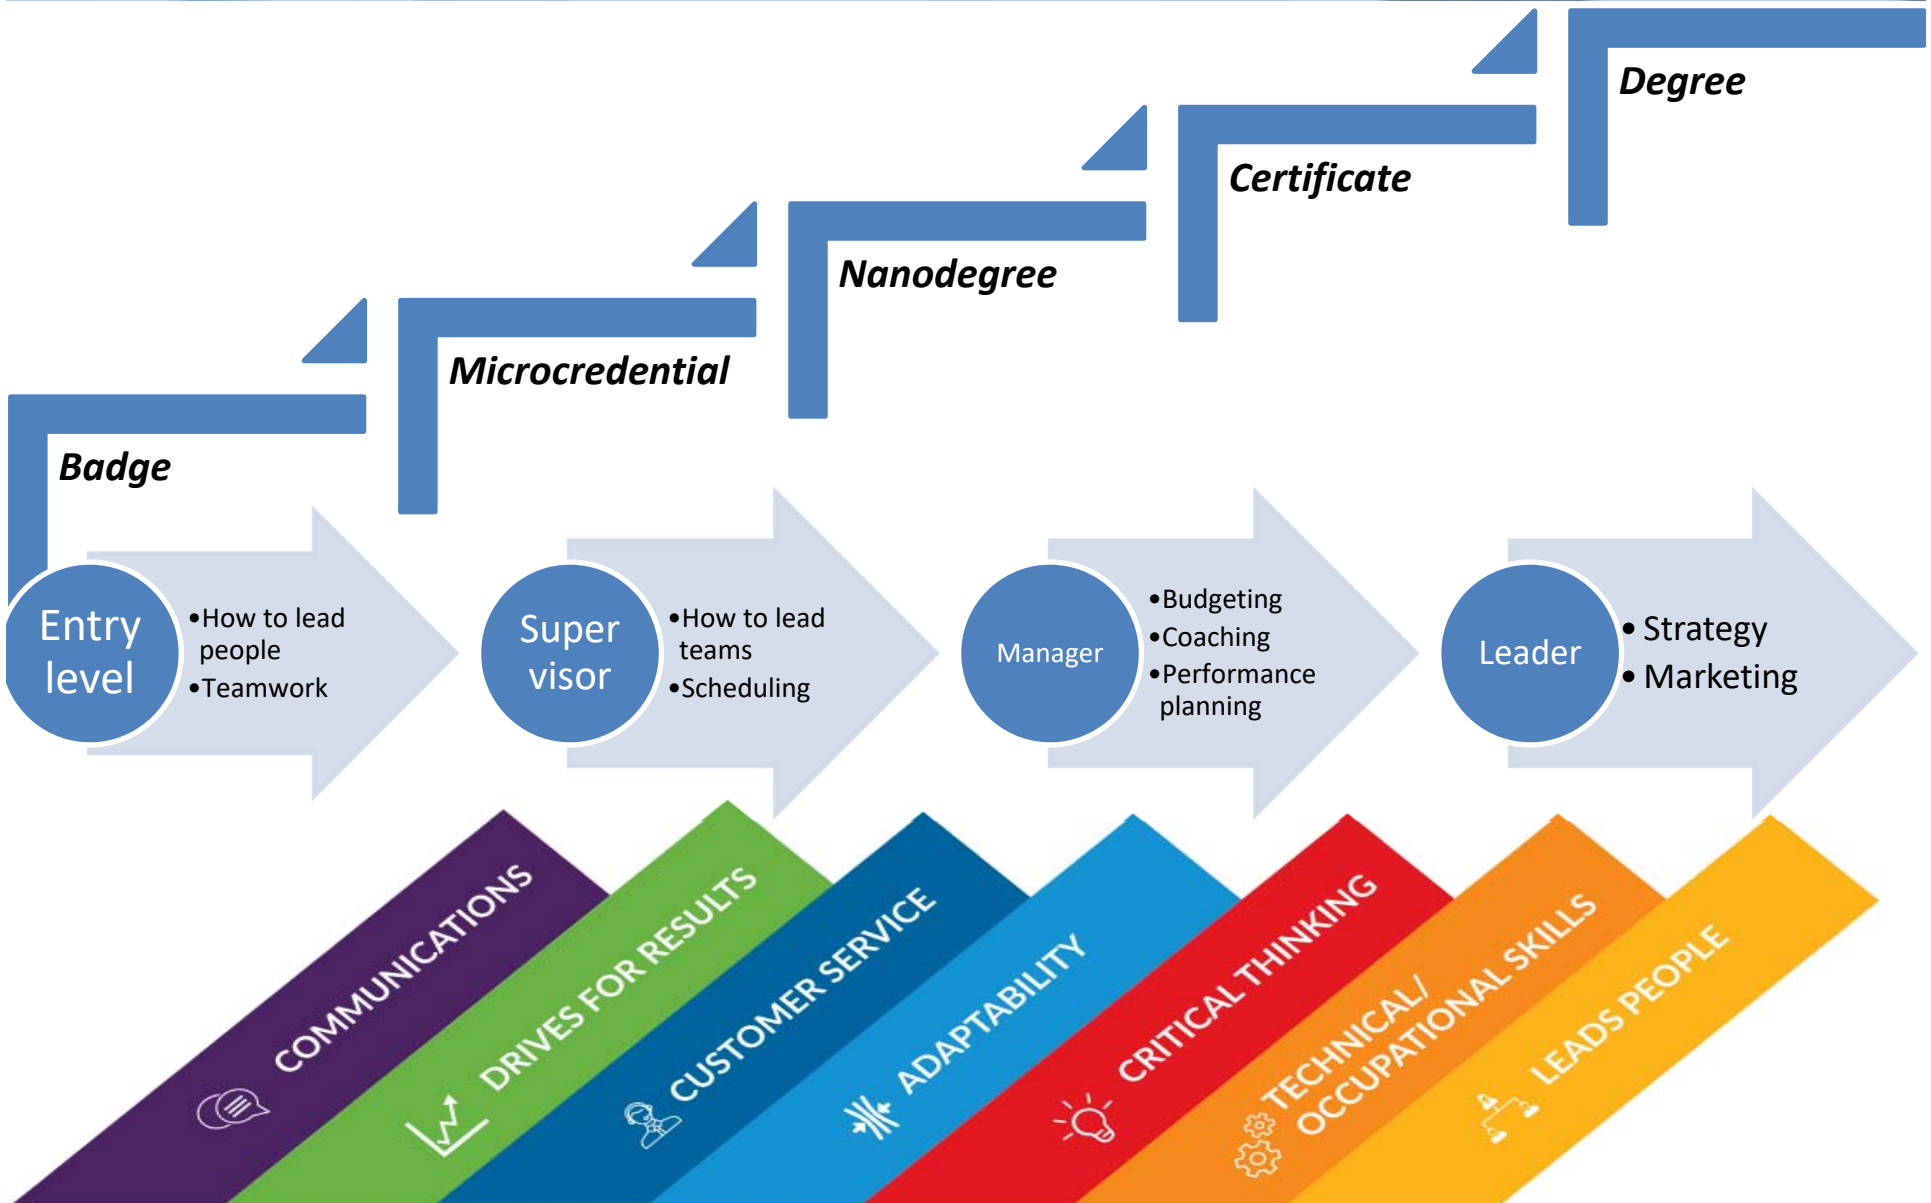 Degree
Certificate
Nanodegree
Microcredential
Badge
Entry
level
•How to lead
people
•Teamwork
Super
visor
•How to lead
teams
•Scheduling
Manager
•Budgeting
•Coaching
•Performance
planning
Leader
• Strategy
• Marketing
COMMUNICATIONS
DRIVES FOR RESULTS
CUSTOMER SERVICE
ADAPTABILITY
CRITICAL THINKING
TECHNICAL/
OCCUPATIONAL SKILLS
LEADS PEOPLE